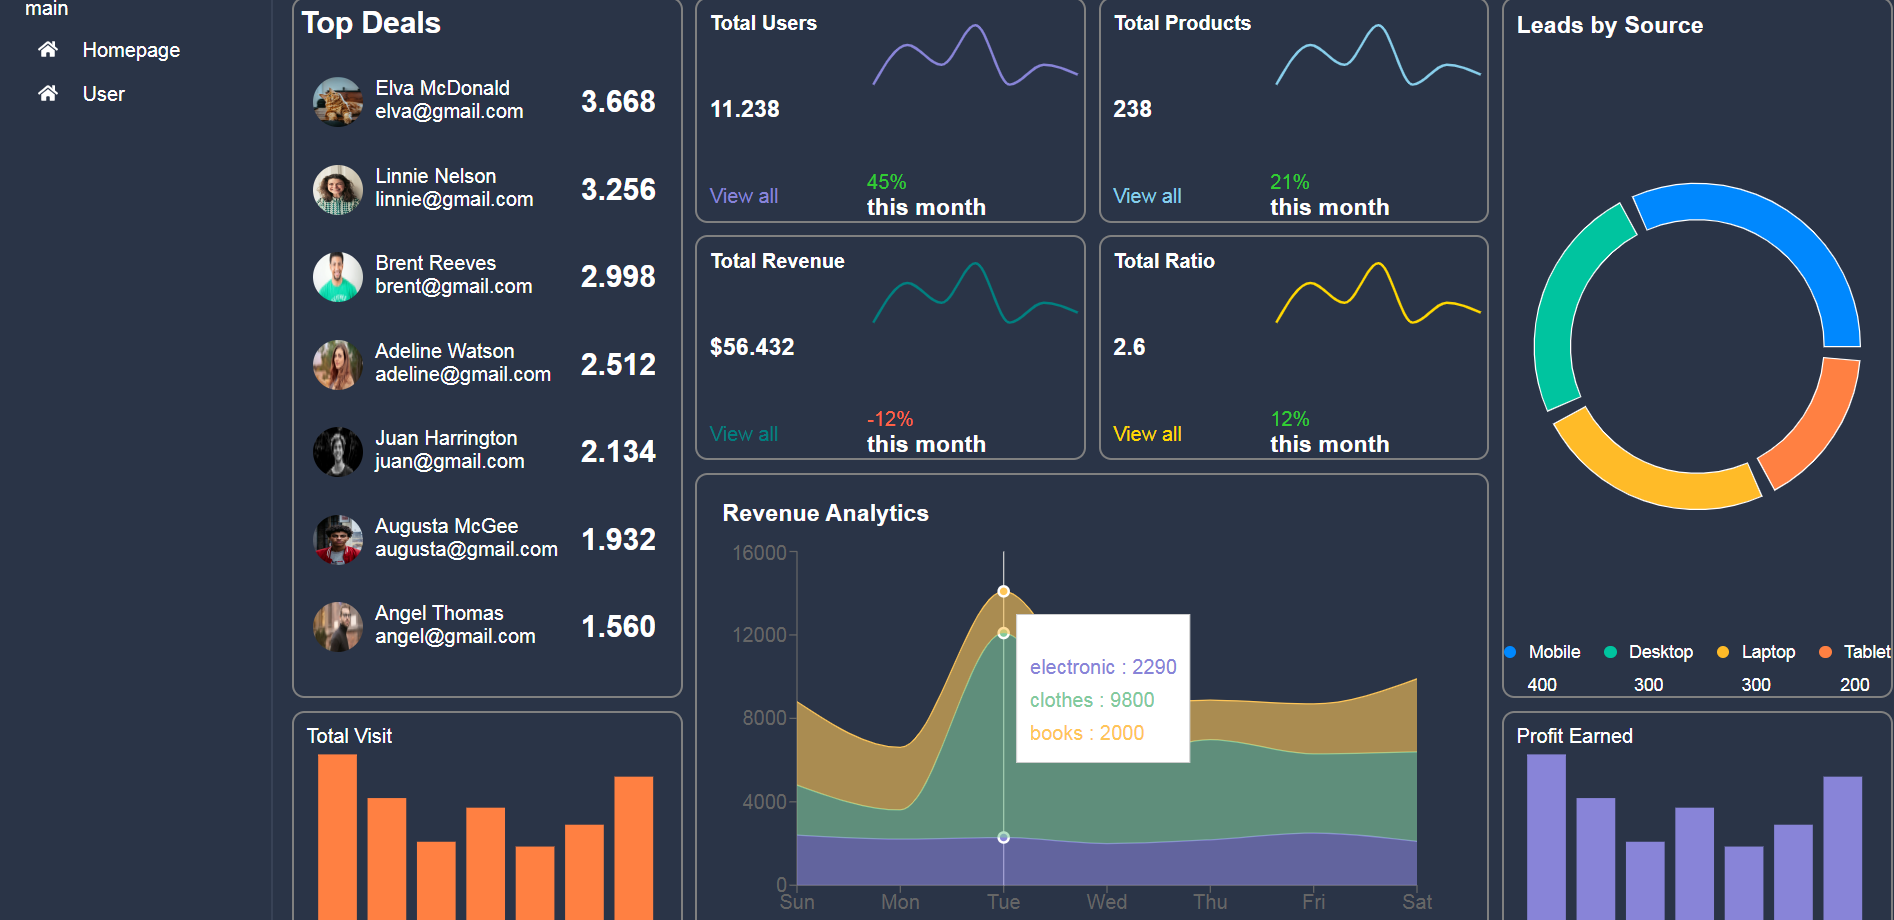 main
Homepage
User
Top Deals
Elva McDonald
elva@gmail.com
3.668
Linnie Nelson
linnie@gmail.com
3.256
Brent Reeves
brent@gmail.com
2.998
Adeline Watson
adeline@gmail.com
2.512
Juan Harrington
juan@gmail.com
2.134
Augusta McGee
augusta@gmail.com
1.932
Angel Thomas
angel@gmail.com
1.560
Total Visit
Total Users
11.238
View all
45%
this month
Total Products
238
View all
21%
this month
Total Revenue
$56.432
View all
-12%
this month
Total Ratio
2.6
View all
12%
this month
Revenue Analytics
16000
12000
8000
4000
0
electronic : 2290
clothes : 9800
books : 2000
Sun Mon Tue Wed Thu Fri Sat
Leads by Source
Mobile Desktop Laptop Tablet
400 300 300 200
Profit Earned